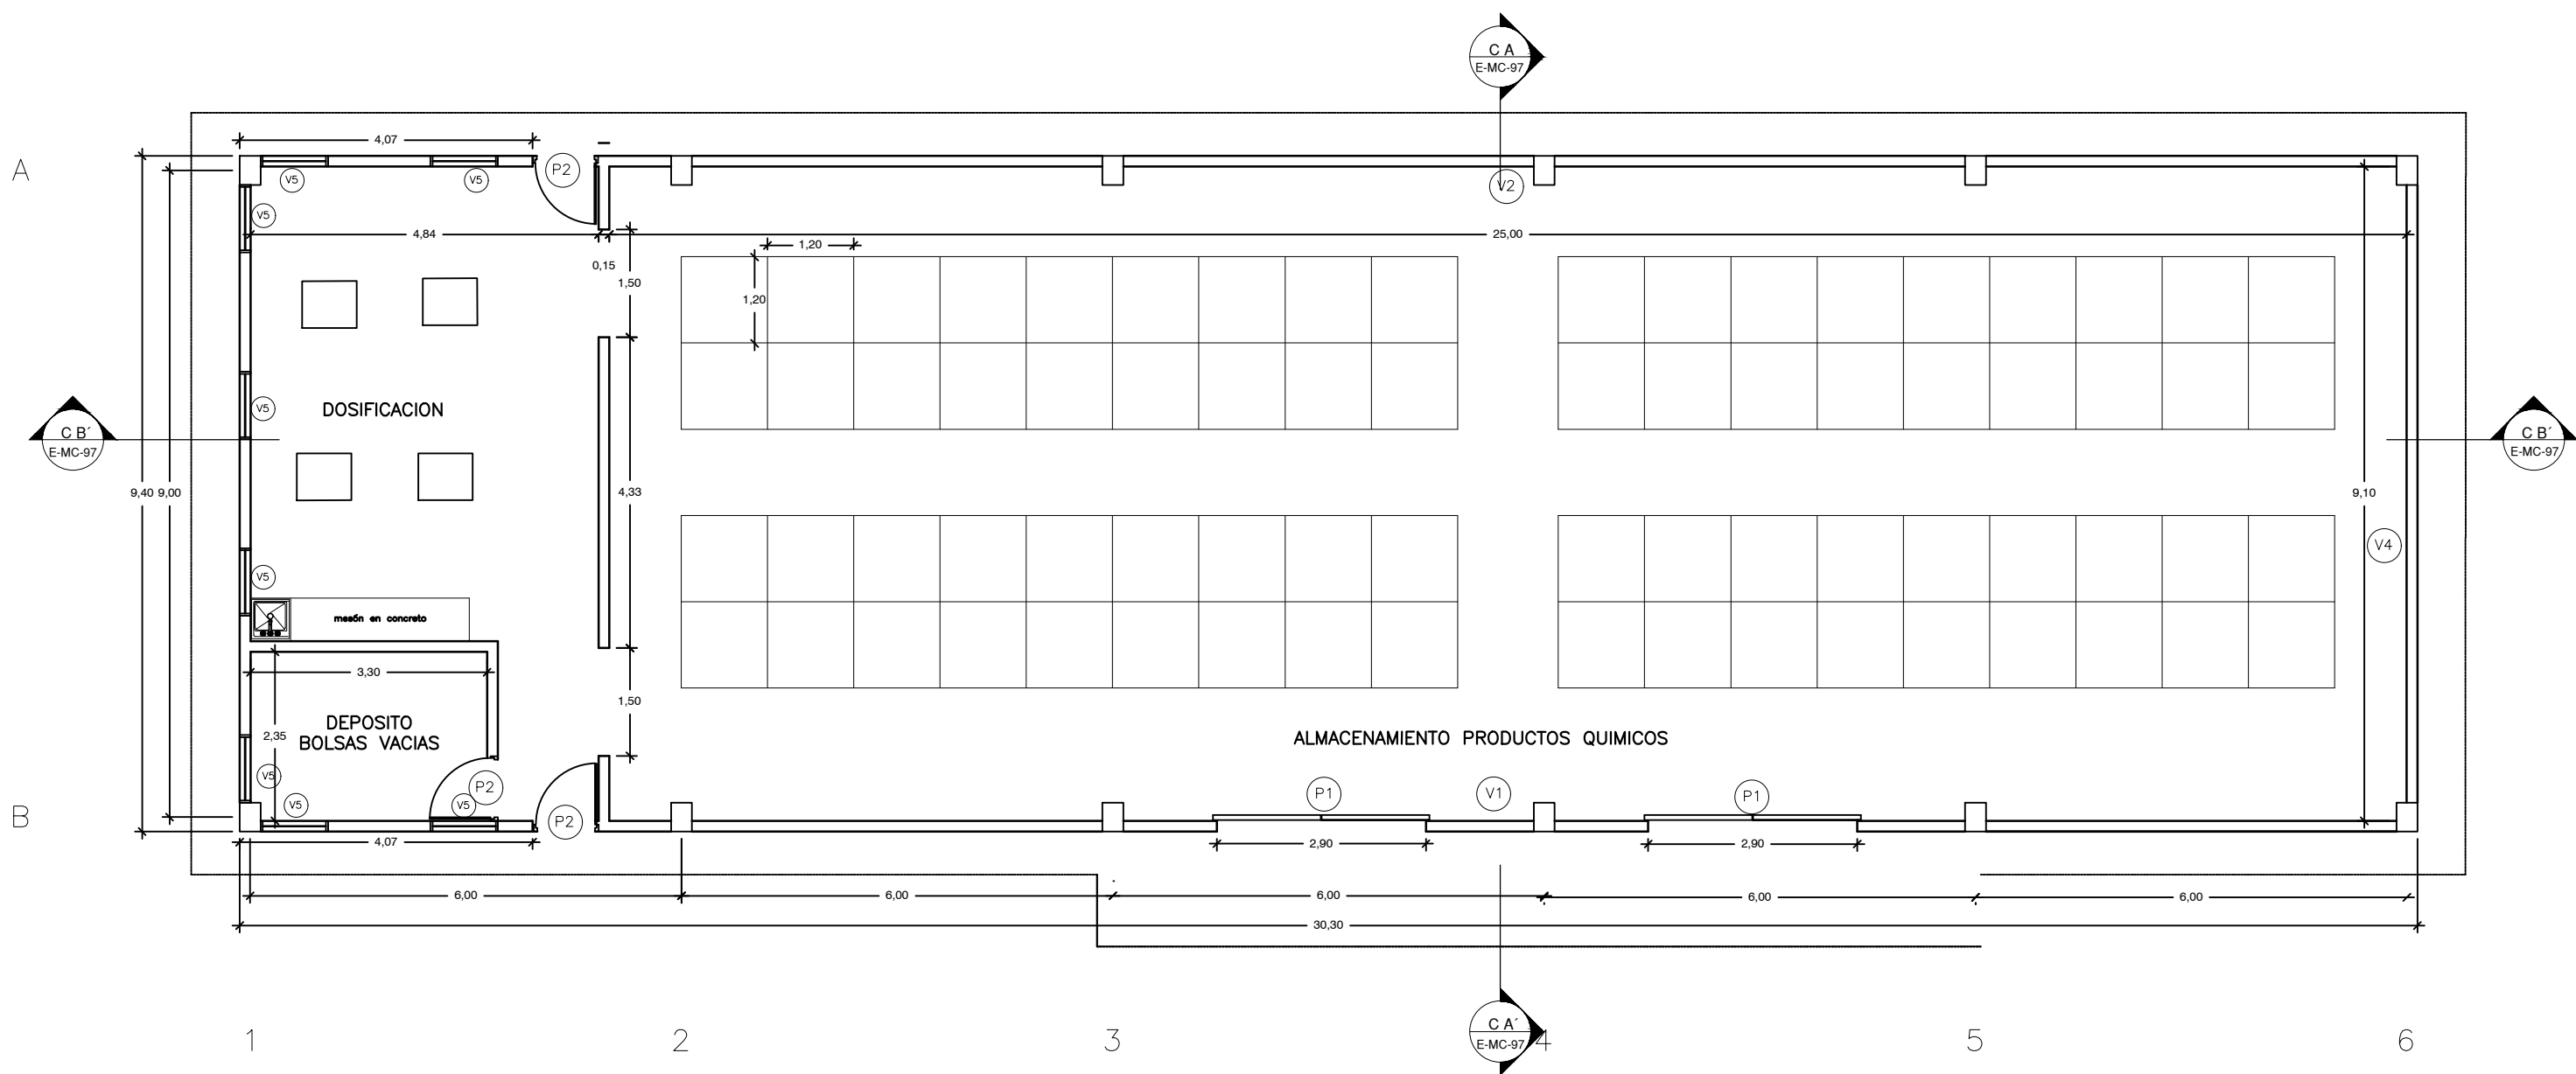 C A
E-MC-97
4,07
A
P2
V5
V5
V2
V5
4,84
25,00
1,20
0,15
1,50
1,20
DOSIFICACION
V5
C B´
E-MC-97
C B´
E-MC-97
9,40
9,00
4,33
9,10
V4
V5
mesón en concreto
3,30
1,50
DEPOSITO
BOLSAS VACIAS
2,35
ALMACENAMIENTO PRODUCTOS QUIMICOS
V5
P2
V5
V5
P1
V1
P1
B
P2
4,07
2,90
2,90
6,00
6,00
6,00
6,00
6,00
30,30
C A´
E-MC-97
1
2
3
4
5
6